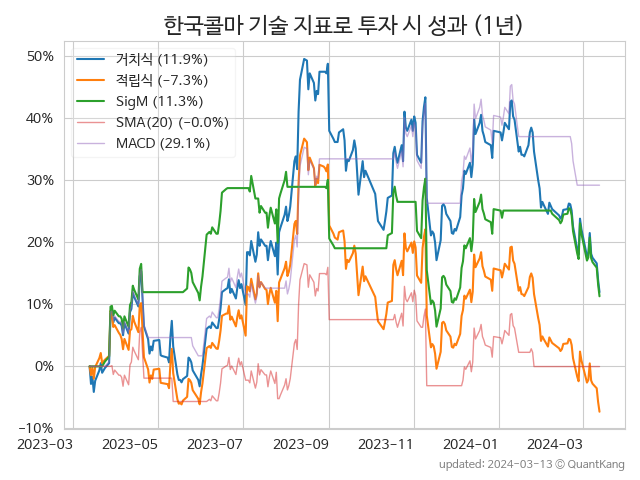 한국콜마 기술 지표로 투자 시 성과 (1년)
거치식 (11.9%)
적립식 (−7.3%)
SigM (11.3%)
SMA(20) (−0.0%)
MACD (29.1%)
50%
40%
30%
20%
10%
0%
−10%
2023-03 2023-05 2023-07 2023-09 2023-11 2024-01 2024-03
updated: 2024-03-13 ⓒ QuantKang